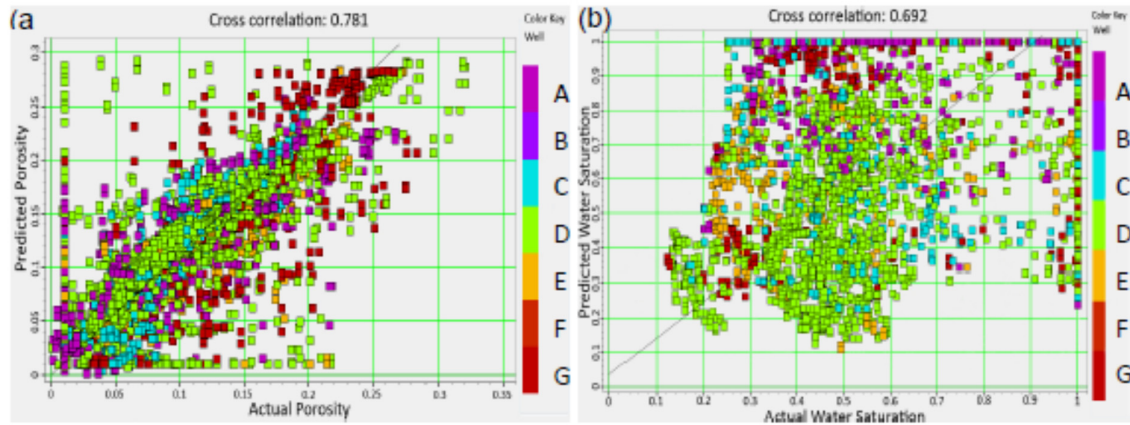 (a
Cross correlation: 0.781
Color Key
Well
A
B
C
D
E
F
G
Predicted Porosity
0.3
0.25
0.2
0.15
0.1
0.05
0
0
0.05
0.1
0.15
0.2
0.25
0.3
Actual Porosity
(b)
Cross correlation: 0.692
Color Key
Well
A
B
C
D
E
F
G
Predicted Water Saturation
1
0.9
0.8
0.7
0.6
0.5
0.4
0.3
0.2
0.1
0
0
0.1
0.2
0.3
0.4
0.5
0.6
0.7
0.8
0.9
1
Actual Water Saturation